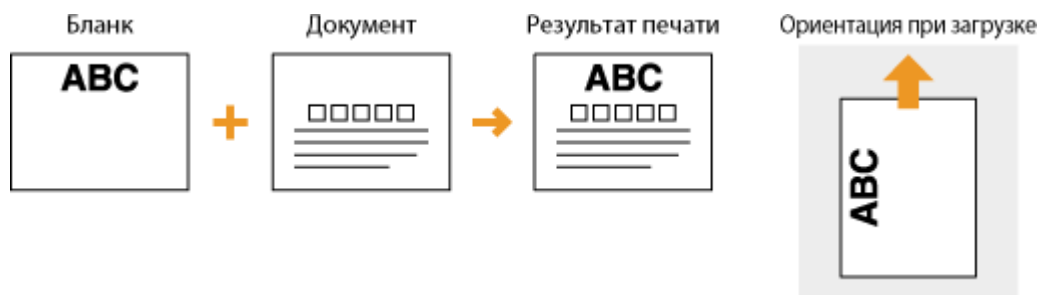 Бланк
Документ
Результат печати
Ориентация при загрузке
ABC
ABC
ABC